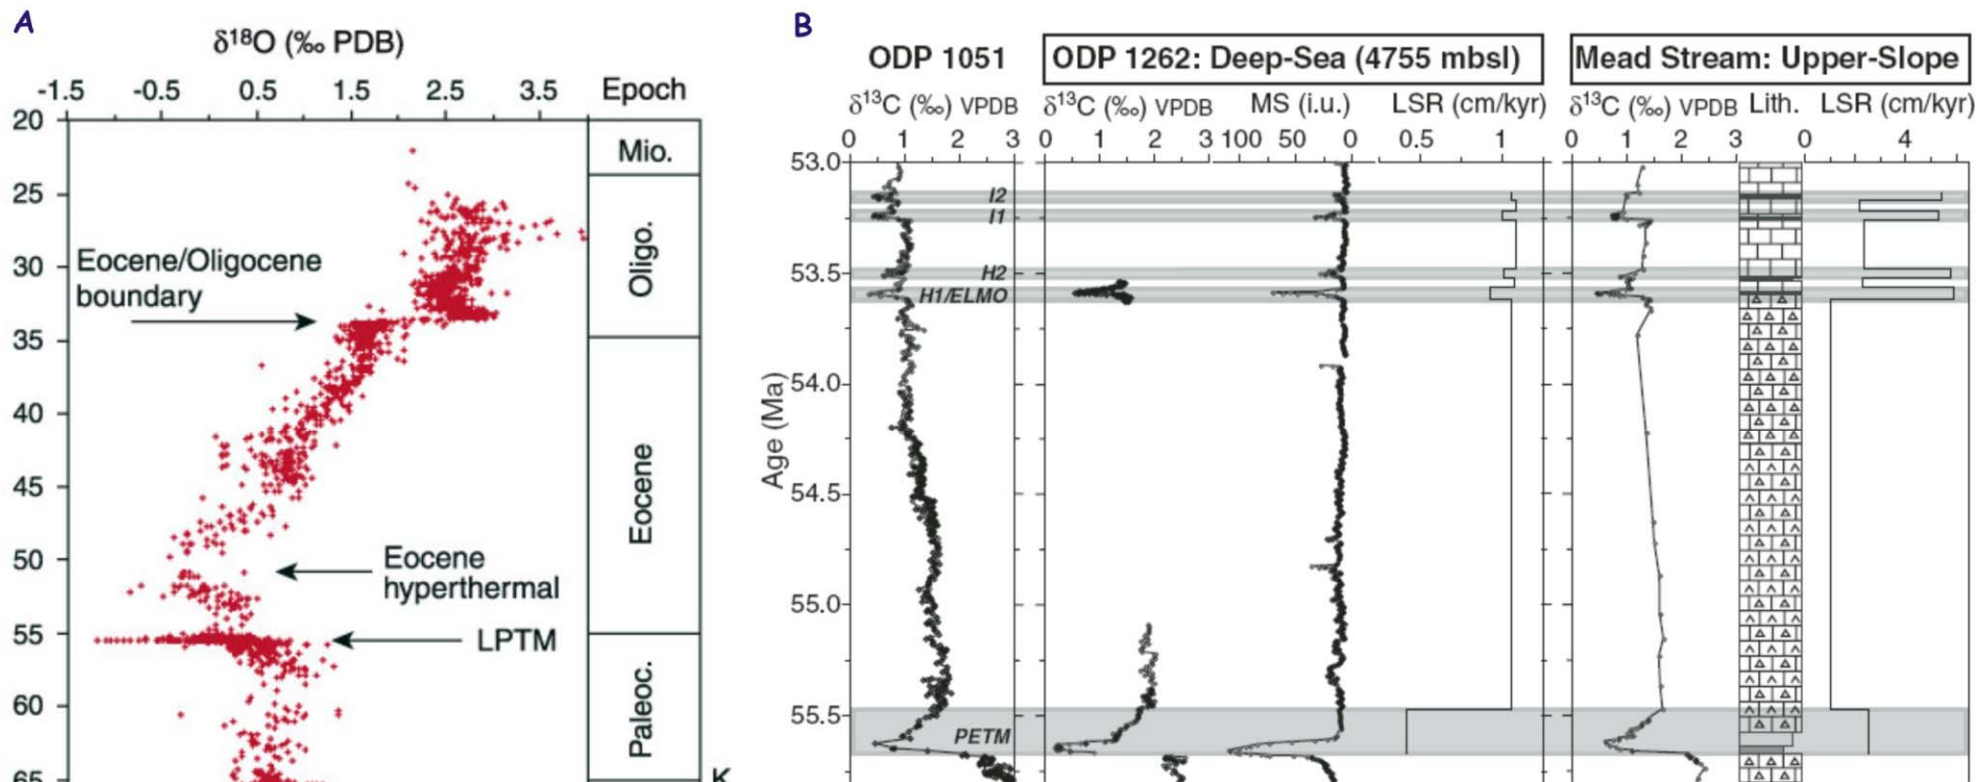 A
δ¹⁸O (‰ PDB)
-1.5 -0.5 0.5 1.5 2.5 3.5 Epoch
20
25
30
35
40
45
50
55
60
65
Mio.
Oligo.
Eocene
Paleoc.
K
Eocene/Oligocene
boundary
Eocene
hyperthermal
LPTM
B
ODP 1051
ODP 1262: Deep-Sea (4755 mbsl)
Mead Stream: Upper-Slope
δ¹³C (‰) VPDB
δ¹³C (‰) VPDB MS (i.u.) LSR (cm/kyr)
δ¹³C (‰) VPDB Lith. LSR (cm/kyr)
0 1 2 3
0 1 2 3 100 50 0 0.5 1
0 1 2 3 0 4
Age (Ma)
53.0
53.5
54.0
54.5
55.0
55.5
I2
I1
H2
H1/ELMO
PETM